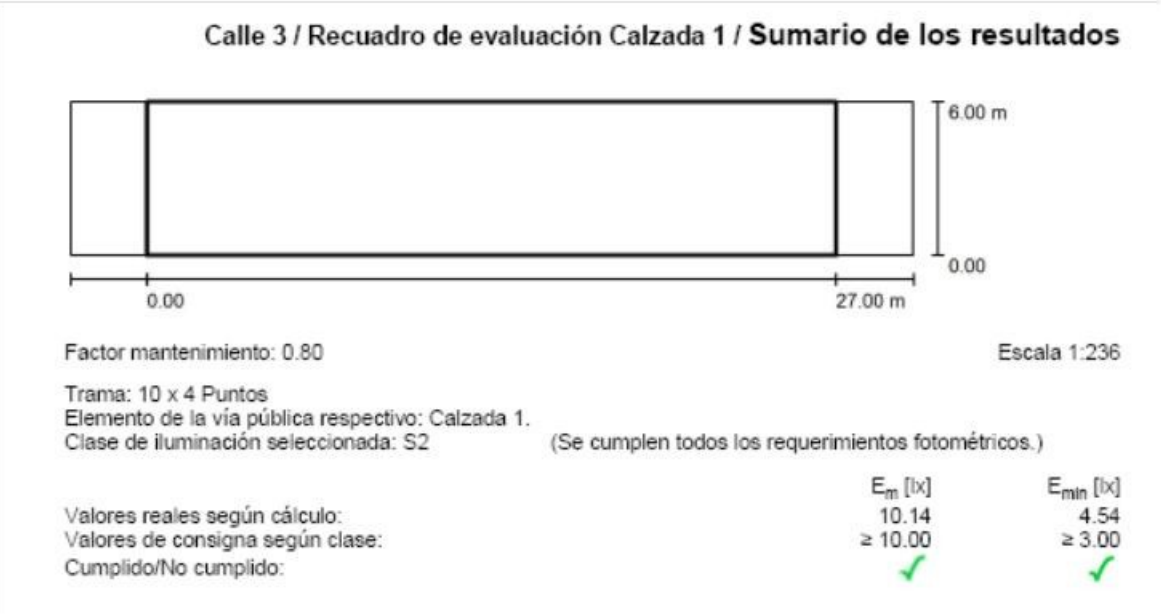 Calle 3 / Recuadro de evaluación Calzada 1 / Sumario de los resultados
6.00 m
0.00
0.00 27.00 m
Factor mantenimiento: 0.80 Escala 1:236
Trama: 10 x 4 Puntos
Elemento de la vía pública respectivo: Calzada 1.
Clase de iluminación seleccionada: S2 (Se cumplen todos los requerimientos fotométricos.)
Em [lx] Emin [lx]
Valores reales según cálculo: 10.14 4.54
Valores de consigna según clase: ≥ 10.00 ≥ 3.00
Cumplido/No cumplido: ✓ ✓